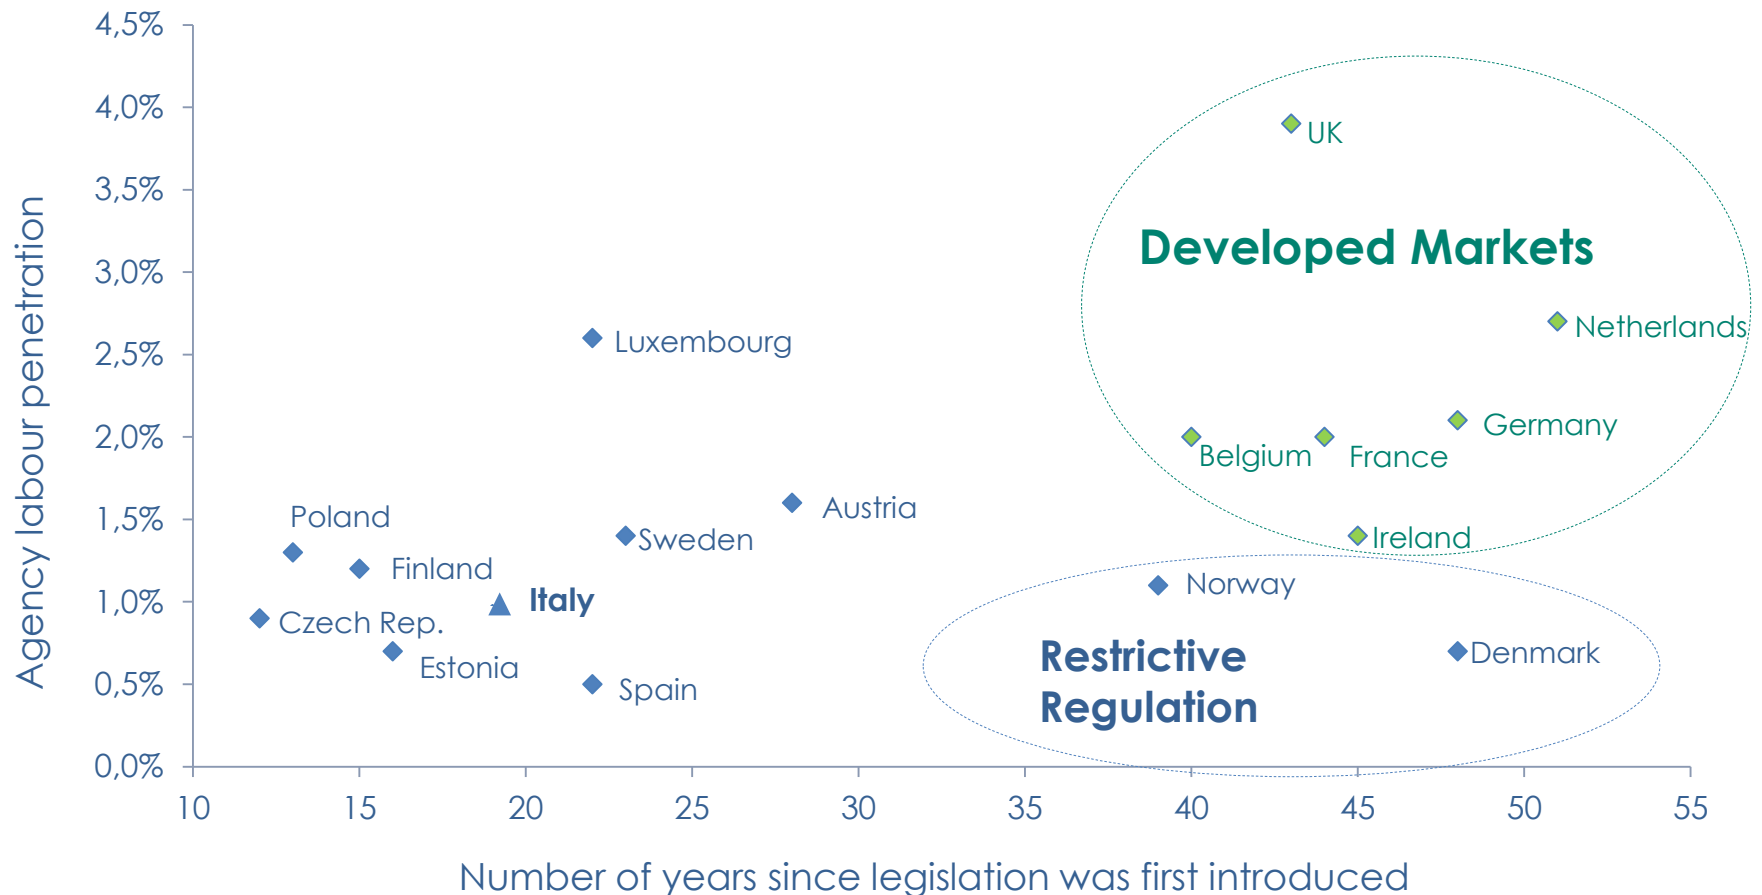 4,5%
4,0%
3,5%
3,0%
2,5%
2,0%
1,5%
1,0%
0,5%
0,0%
Agency labour penetration
UK
Developed Markets
Netherlands
Luxembourg
Germany
Belgium
France
Austria
Poland
Sweden
Ireland
Finland
Norway
Italy
Czech Rep.
Estonia
Restrictive
Regulation
Denmark
Spain
10
15
20
25
30
35
40
45
50
55
Number of years since legislation was first introduced